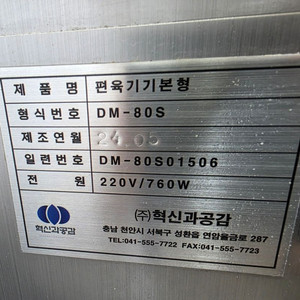 제 품 명 편육기기본형
형식번호 DM-80S
제조연월 24.05
일련번호 DM-80S01506
전 원 220V/760W
혁신과공감
(주)혁신과공감
충남 천안시 서북구 성환읍 연암율금로 287
TEL:041-555-7722 FAX:041-555-7723